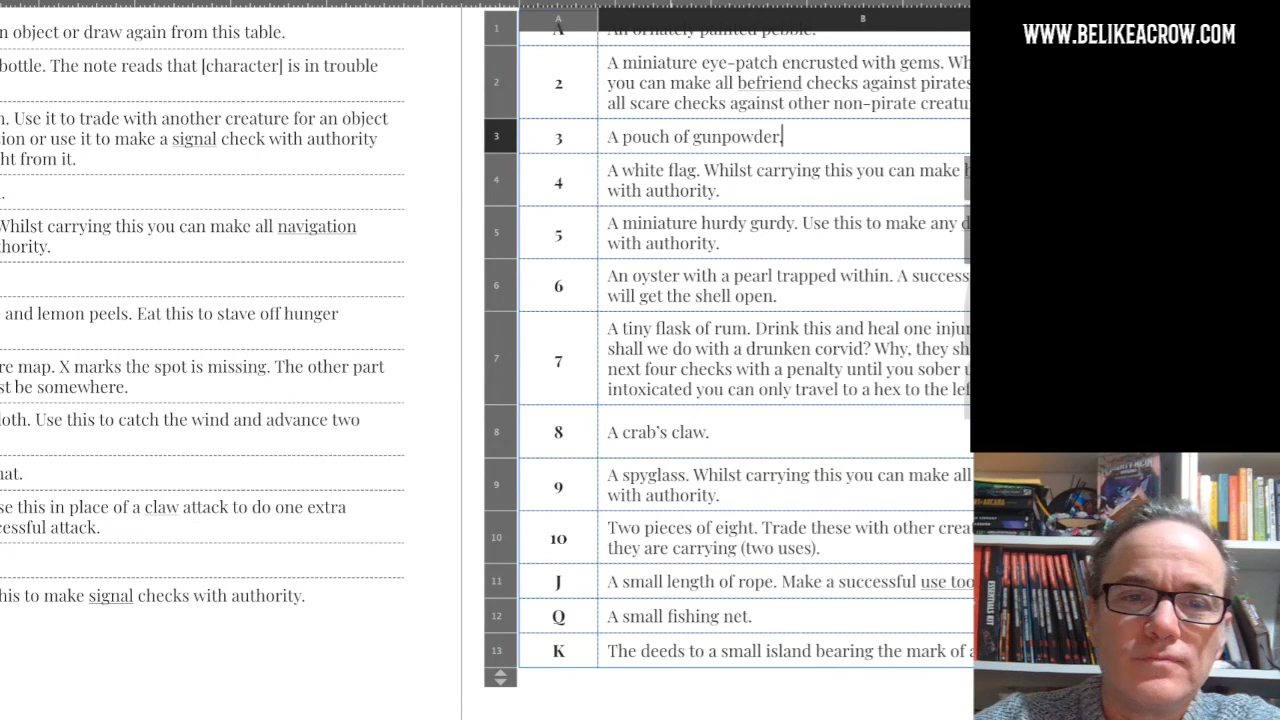 n object or draw again from this table.
bottle. The note reads that [character] is in trouble
n. Use it to trade with another creature for an object
sion or use it to make a signal check with authority
ght from it.
Whilst carrying this you can make all navigation
thority.
and lemon peels. Eat this to stave off hunger
re map. X marks the spot is missing. The other part
st be somewhere.
loth. Use this to catch the wind and advance two
nat.
se this in place of a claw attack to do one extra
cessful attack.
his to make signal checks with authority.
A B
1 A An ornately painted pebble.
2 2 A miniature eye-patch encrusted with gems. Wh
you can make all befriend checks against pirates
all scare checks against other non-pirate creatu
3 3 A pouch of gunpowder.
4 4 A white flag. Whilst carrying this you can make
with authority.
5 5 A miniature hurdy gurdy. Use this to make any d
with authority.
6 6 An oyster with a pearl trapped within. A success
will get the shell open.
7 7 A tiny flask of rum. Drink this and heal one inju
shall we do with a drunken corvid? Why, they sh
next four checks with a penalty until you sober u
intoxicated you can only travel to a hex to the lef
8 8 A crab’s claw.
9 9 A spyglass. Whilst carrying this you can make all
with authority.
10 10 Two pieces of eight. Trade these with other crea
they are carrying (two uses).
11 J A small length of rope. Make a successful use too
12 Q A small fishing net.
13 K The deeds to a small island bearing the mark of a
WWW.BELIKEACROW.COM
ESSENTIALS KIT